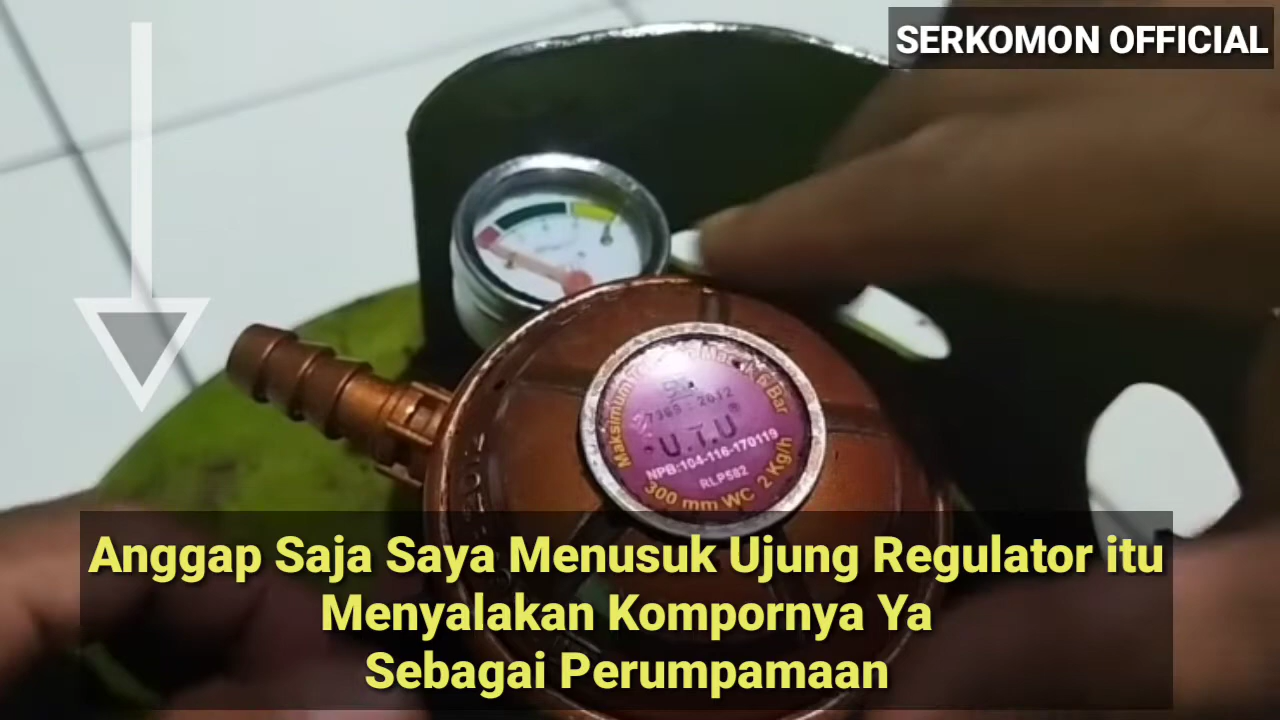 SERKOMON OFFICIAL
Maksimum
Bar
7369 : 2012
U.T.U®
NPB:104-116-170119
RLP582
300 mm WC 2 Kg/h
Anggap Saja Saya Menusuk Ujung Regulator itu
Menyalakan Kompornya Ya
Sebagai Perumpamaan